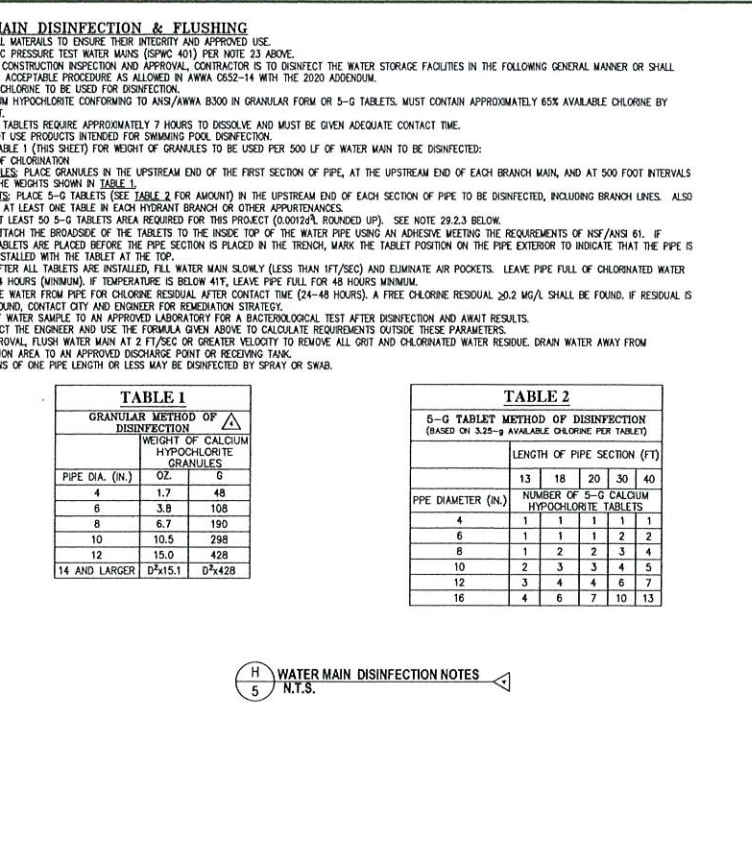 MAIN DISINFECTION & FLUSHING
MATERAILS TO ENSURE THEIR INTEGRITY AND APPROVED USE.
PRESSURE TEST WATER MAINS (ISPWC 401) PER NOTE 23 ABOVE.
CONSTRUCTION INSPECTION AND APPROVAL, CONTRACTOR IS TO DISINFECT THE WATER STORAGE FACILITIES IN THE FOLLOWING GENERAL MANNER OR SHALL
ACCEPTABLE PROCEDURE AS ALLOWED IN AWWA C652-14 WITH THE 2020 ADDENDUM.
CHLORINE TO BE USED FOR DISINFECTION.
HYPOCHLORITE CONFORMING TO ANSI/AWWA B300 IN GRANULAR FORM OR 5-G TABLETS. MUST CONTAIN APPROXIMATELY 65% AVAILABLE CHLORINE BY
TABLETS REQUIRE APPROXIMATELY 7 HOURS TO DISSOLVE AND MUST BE GIVEN ADEQUATE CONTACT TIME.
USE PRODUCTS INTENDED FOR SWIMMING POOL DISINFECTION.
TABLE 1 (THIS SHEET) FOR WEIGHT OF GRANULES TO BE USED PER 500 LF OF WATER MAIN TO BE DISINFECTED:
OF CHLORINATION
PLACE GRANULES IN THE UPSTREAM END OF THE FIRST SECTION OF PIPE, AT THE UPSTREAM END OF EACH BRANCH MAIN, AND AT 500 FOOT INTERVALS
THE WEIGHTS SHOWN IN TABLE 1.
PLACE 5-G TABLETS (SEE TABLE 2 FOR AMOUNT) IN THE UPSTREAM END OF EACH SECTION OF PIPE TO BE DISINFECTED, INCLUDING BRANCH LINES. ALSO
AT LEAST ONE TABLE IN EACH HYDRANT BRANCH OR OTHER APPURTENANCES.
LEAST 50 5-G TABLETS AREA REQUIRED FOR THIS PROJECT (0.0012d²L ROUNDED UP). SEE NOTE 29.2.3 BELOW.
ATTACH THE BROADSIDE OF THE TABLETS TO THE INSIDE TOP OF THE WATER PIPE USING AN ADHESIVE MEETING THE REQUIREMENTS OF NSF/ANSI 61. IF
TABLETS ARE PLACED BEFORE THE PIPE SECTION IS PLACED IN THE TRENCH, MARK THE TABLET POSITION ON THE PIPE EXTERIOR TO INDICATE THAT THE PIPE IS
INSTALLED WITH THE TABLET AT THE TOP.
AFTER ALL TABLETS ARE INSTALLED, FILL WATER MAIN SLOWLY (LESS THAN 1FT/SEC) AND ELIMINATE AIR POCKETS. LEAVE PIPE FULL OF CHLORINATED WATER
HOURS (MINIMUM). IF TEMPERATURE IS BELOW 41F, LEAVE PIPE FULL FOR 48 HOURS MINIMUM.
WATER FROM PIPE FOR CHLORINE RESIDUAL AFTER CONTACT TIME (24-48 HOURS). A FREE CHLORINE RESIDUAL ≥0.2 MG/L SHALL BE FOUND. IF RESIDUAL IS
FOUND, CONTACT CITY AND ENGINEER FOR REMEDIATION STRATEGY.
WATER SAMPLE TO AN APPROVED LABORATORY FOR A BACTERIOLOGICAL TEST AFTER DISINFECTION AND AWAIT RESULTS.
THE ENGINEER AND USE THE FORMULA GIVEN ABOVE TO CALCULATE REQUIREMENTS OUTSIDE THESE PARAMETERS.
FLUSH WATER MAIN AT 2 FT/SEC OR GREATER VELOCITY TO REMOVE ALL GRIT AND CHLORINATED WATER RESIDUE. DRAIN WATER AWAY FROM
AREA TO AN APPROVED DISCHARGE POINT OR RECEIVING TANK.
OF ONE PIPE LENGTH OR LESS MAY BE DISINFECTED BY SPRAY OR SWAB.
TABLE 1
GRANULAR METHOD OF
DISINFECTION
WEIGHT OF CALCIUM
HYPOCHLORITE
GRANULES
PIPE DIA. (IN.) OZ. G
4 1.7 48
6 3.8 108
8 6.7 190
10 10.5 298
12 15.0 428
14 AND LARGER D²x15.1 D²x428
TABLE 2
5-G TABLET METHOD OF DISINFECTION
(BASED ON 3.25-g AVAILABLE CHLORINE PER TABLET)
LENGTH OF PIPE SECTION (FT)
13 18 20 30 40
PPE DIAMETER (IN.) NUMBER OF 5-G CALCIUM
HYPOCHLORITE TABLETS
4 1 1 1 1 1
6 1 1 1 2 2
8 1 2 2 3 4
10 2 3 3 4 5
12 3 4 4 6 7
16 4 6 7 10 13
H
5
WATER MAIN DISINFECTION NOTES
N.T.S.